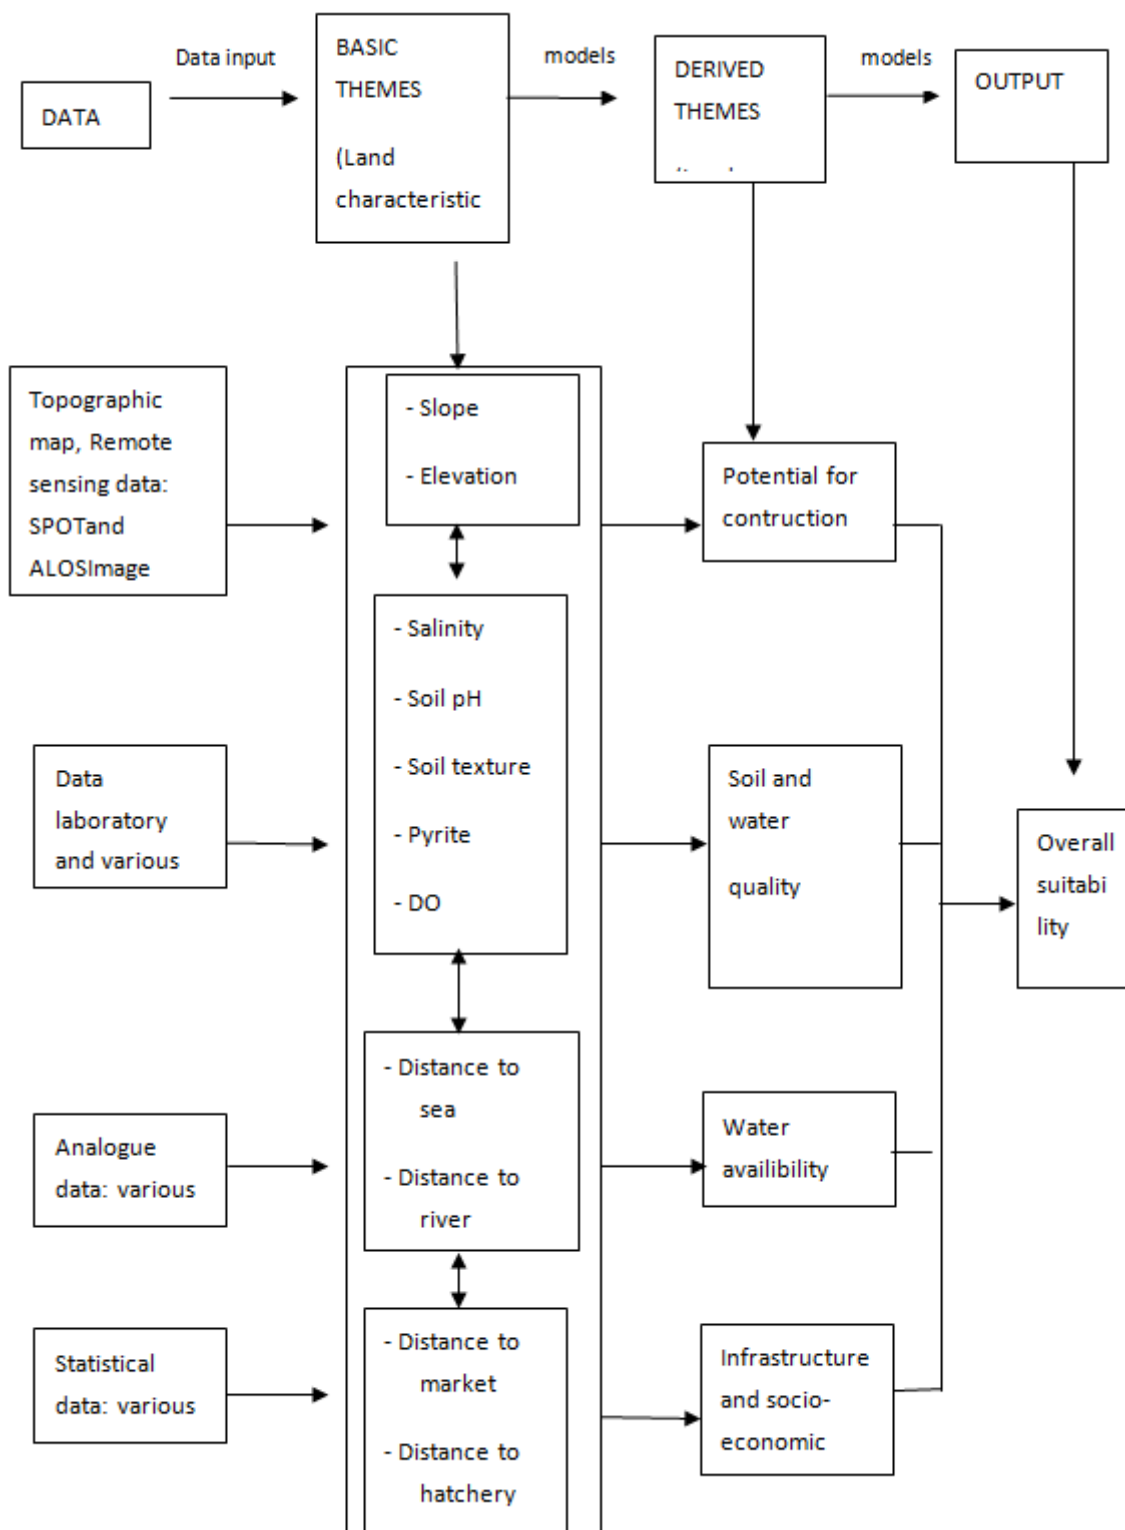 Data input
models
models
DATA
BASIC
THEMES
(Land
characteristic
DERIVED
THEMES
OUTPUT
Topographic
map, Remote
sensing data:
SPOTand
ALOSImage
- Slope
- Elevation
Potential for
contruction
- Salinity
- Soil pH
- Soil texture
- Pyrite
- DO
Data
laboratory
and various
Soil and
water
quality
Overall
suitabi
lity
- Distance to
sea
- Distance to
river
Analogue
data: various
Water
availibility
Statistical
data: various
- Distance to
market
- Distance to
hatchery
Infrastructure
and socio-
economic